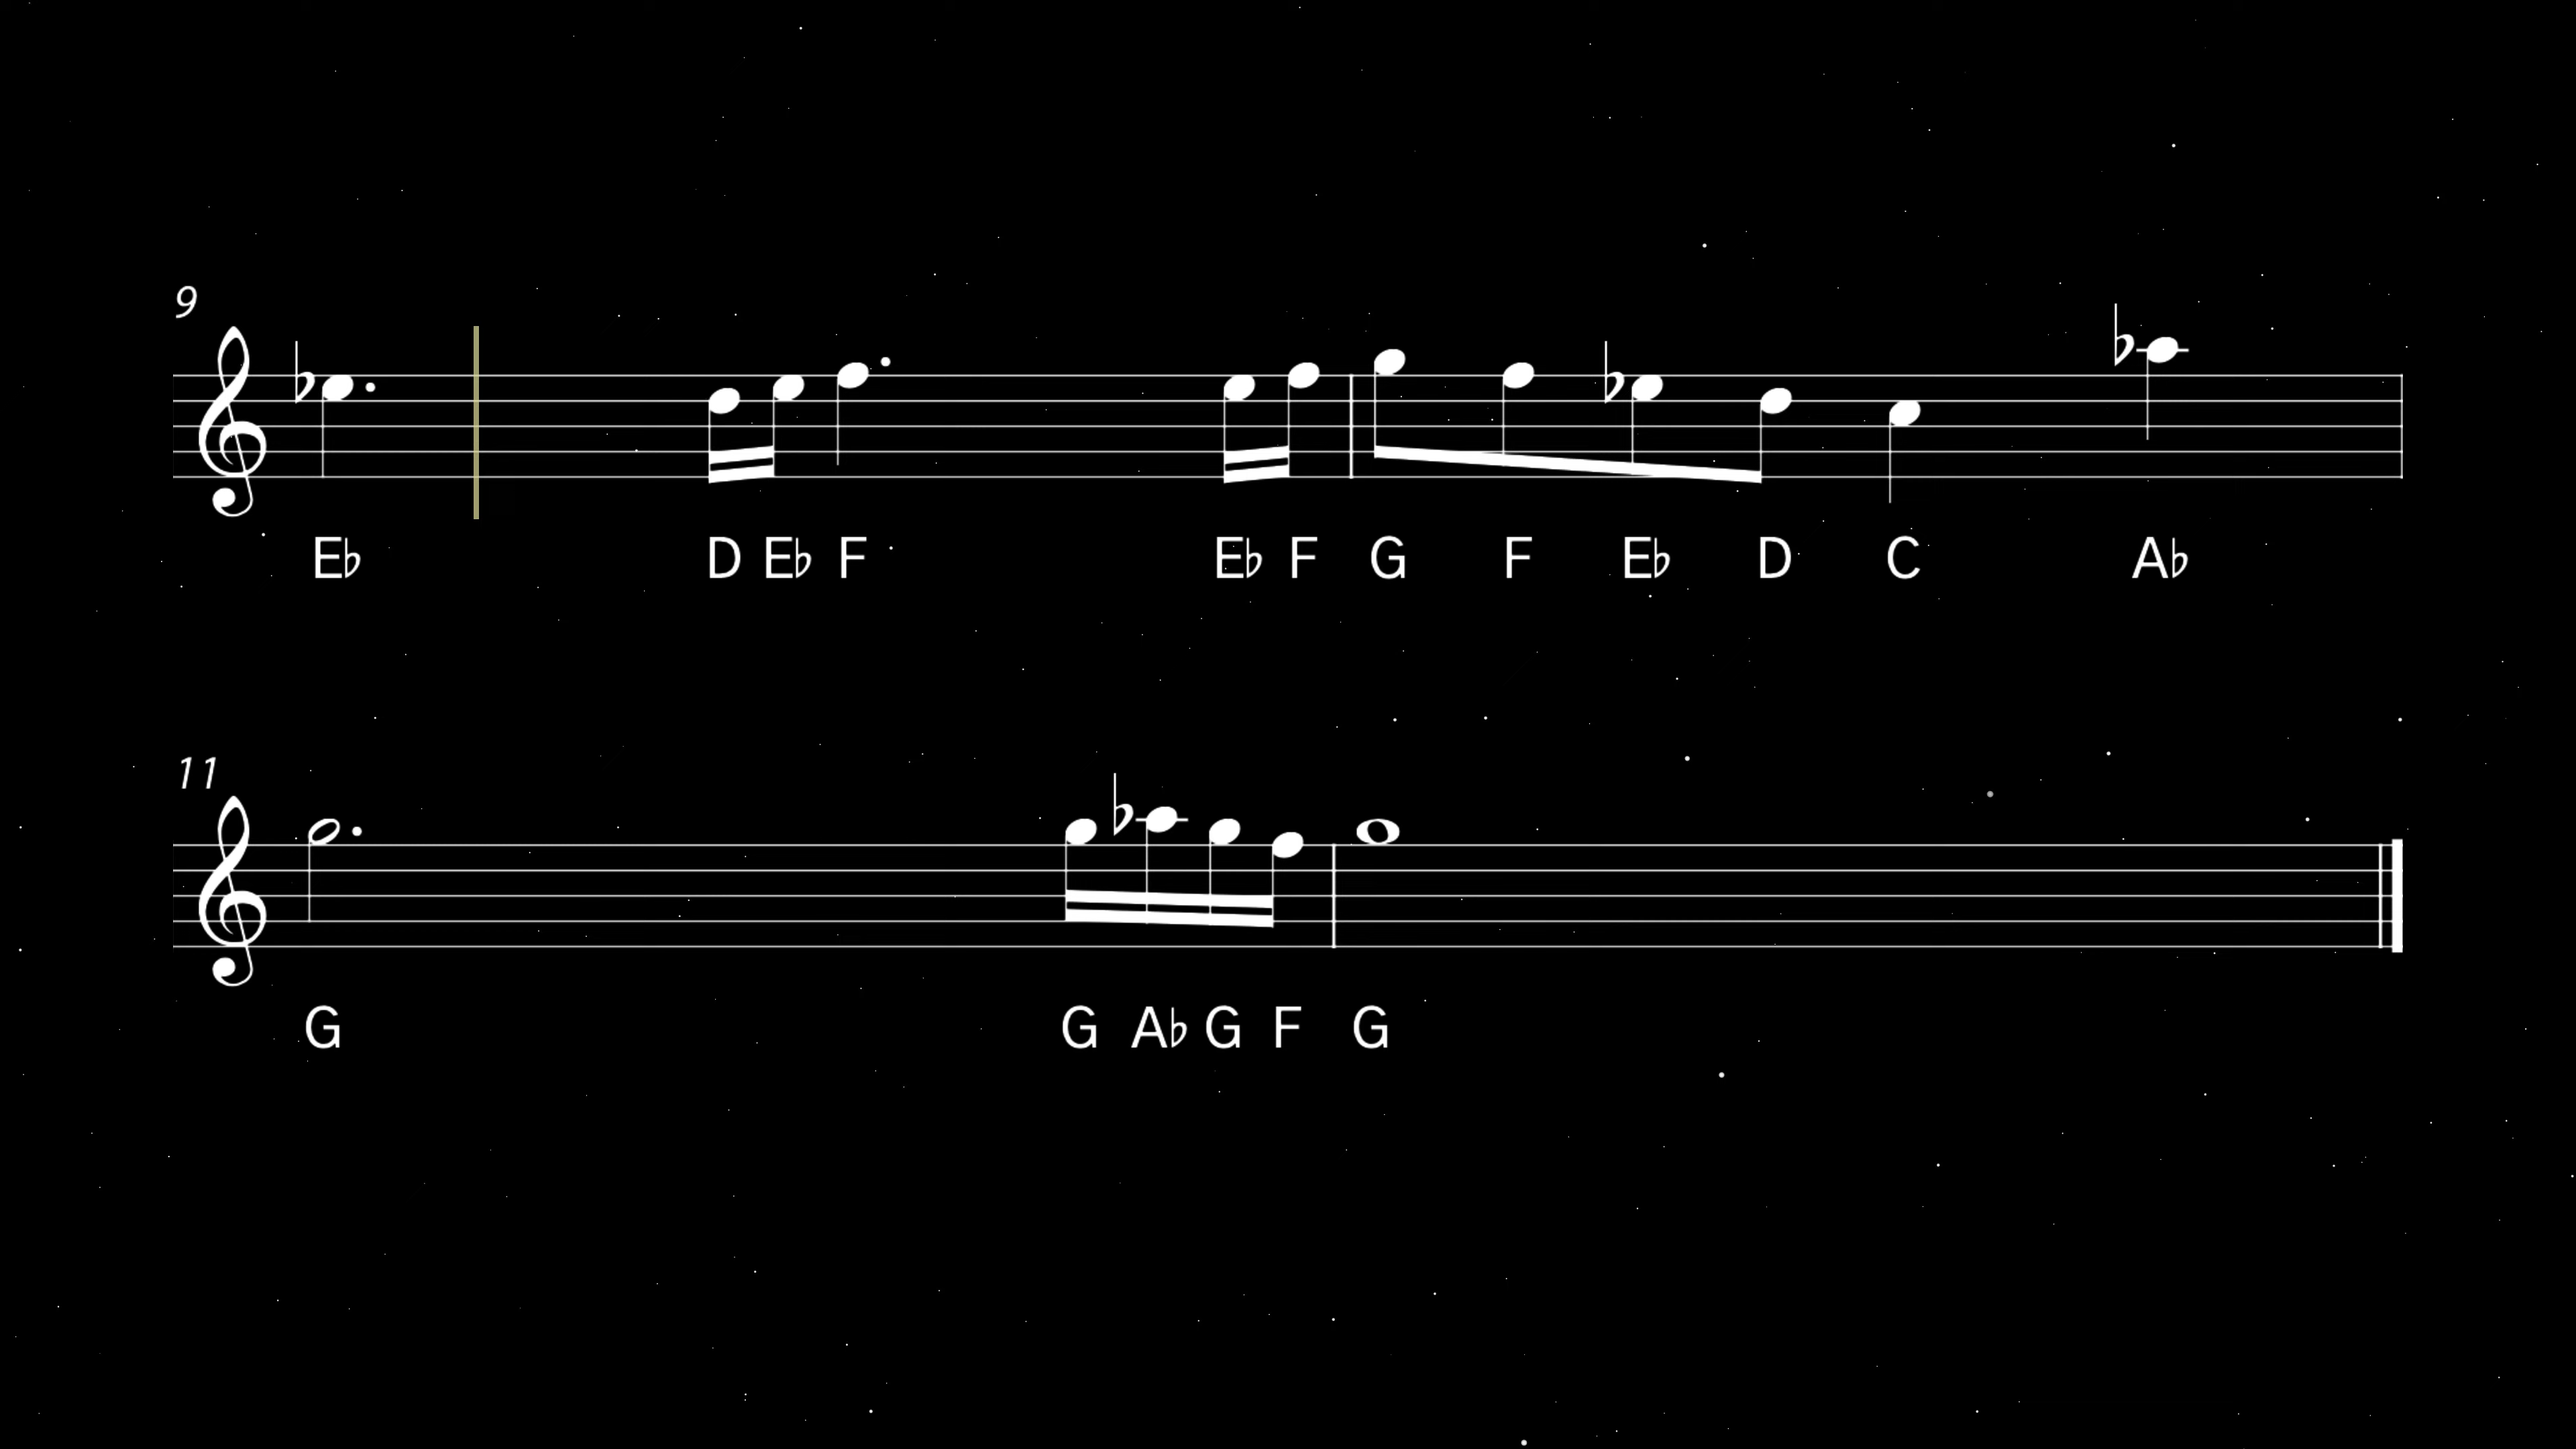 9
E♭ D E♭ F E♭ F G F E♭ D C A♭
11
G G A♭ G F G